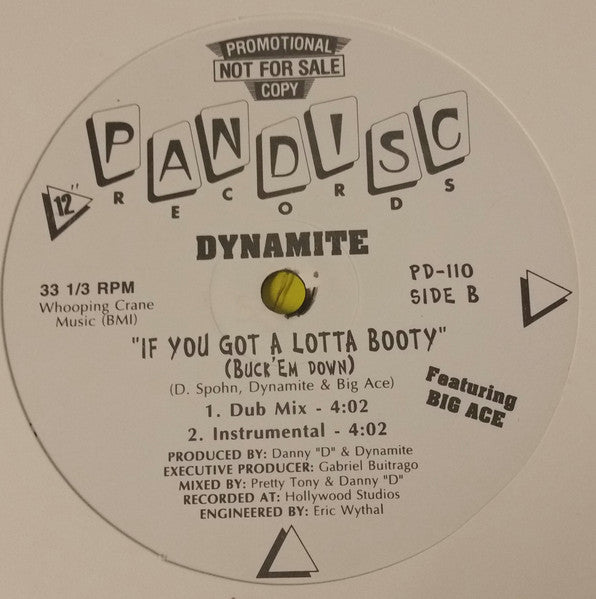 PROMOTIONAL
NOT FOR SALE
COPY
PANDISC
RECORDS
12"
DYNAMITE
33 1/3 RPM
Whooping Crane
Music (BMI)
PD-110
SIDE B
"IF YOU GOT A LOTTA BOOTY"
(BUCK'EM DOWN)
(D. Spohn, Dynamite & Big Ace)
Featuring
BIG ACE
1. Dub Mix - 4:02
2. Instrumental - 4:02
PRODUCED BY: Danny "D" & Dynamite
EXECUTIVE PRODUCER: Gabriel Buitrago
MIXED BY: Pretty Tony & Danny "D"
RECORDED AT: Hollywood Studios
ENGINEERED BY: Eric Wythal